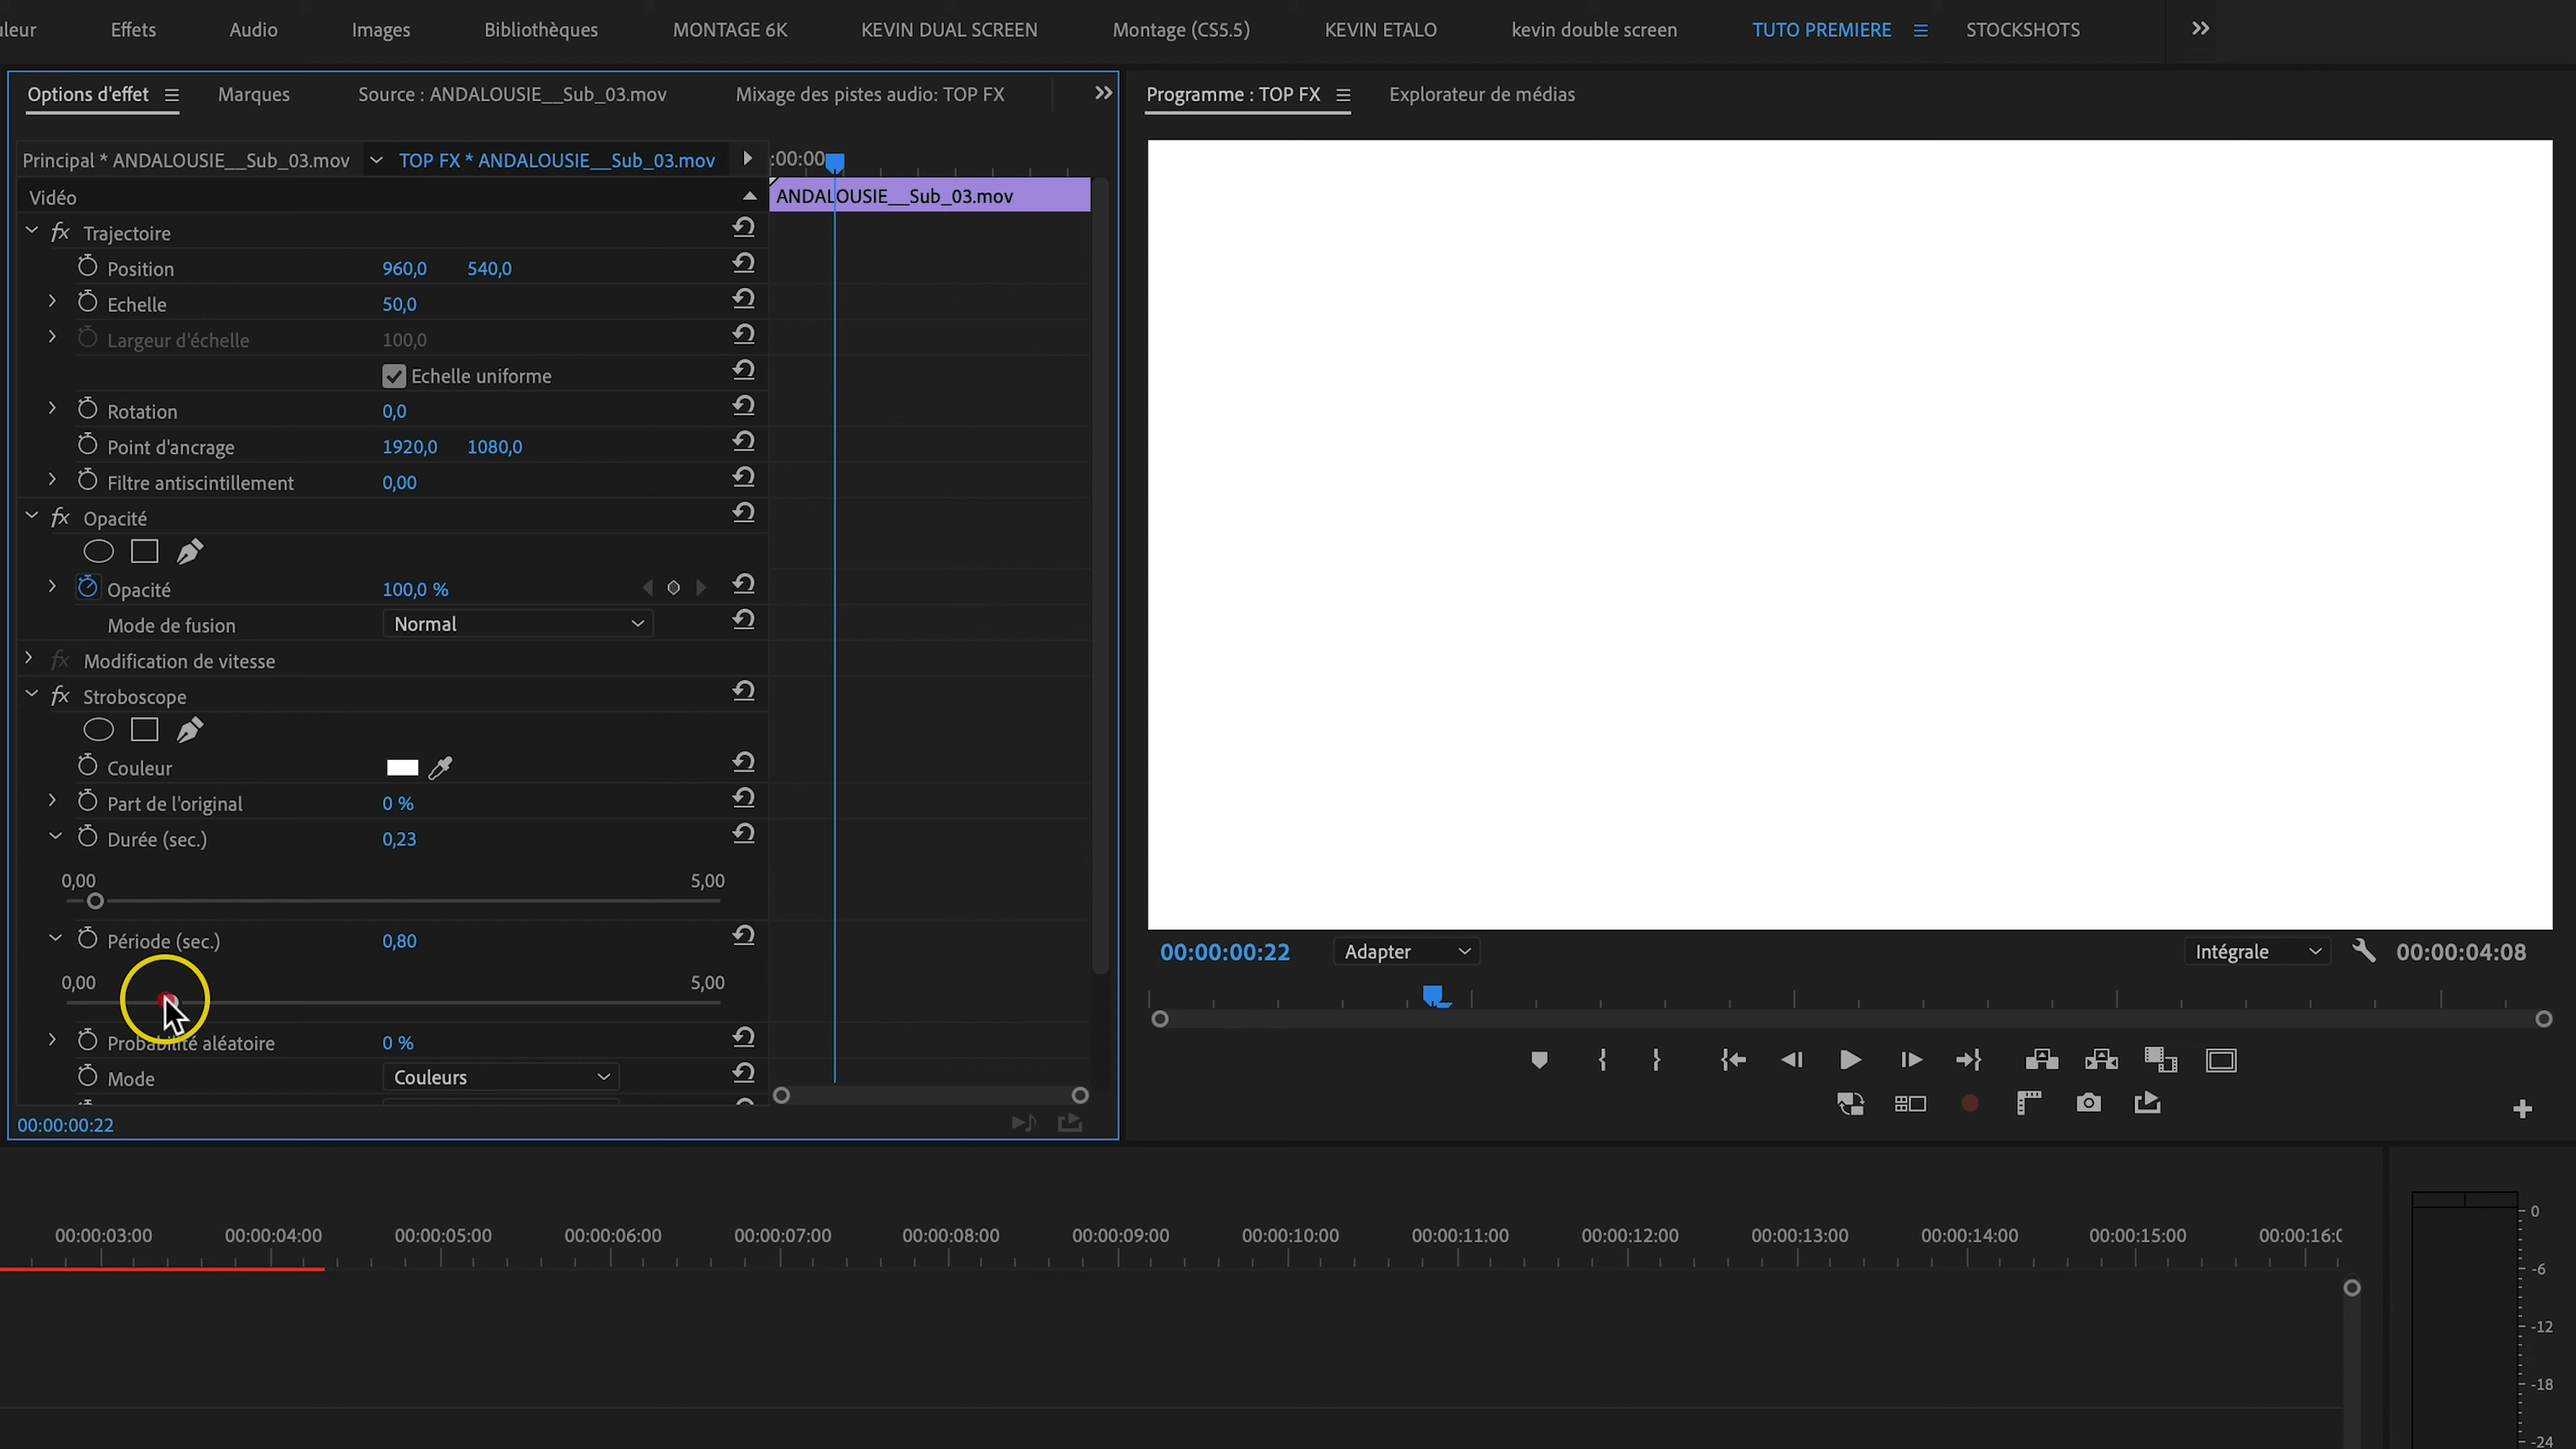 uleur Effets Audio Images Bibliothèques MONTAGE 6K KEVIN DUAL SCREEN Montage (CS5.5) KEVIN ETALO kevin double screen TUTO PREMIERE STOCKSHOTS
Options d'effet Marques Source : ANDALOUSIE__Sub_03.mov Mixage des pistes audio: TOP FX
Programme : TOP FX Explorateur de médias
Principal * ANDALOUSIE__Sub_03.mov TOP FX * ANDALOUSIE__Sub_03.mov :00:00
Vidéo ANDALOUSIE__Sub_03.mov
fx Trajectoire
Position 960,0 540,0
Echelle 50,0
Largeur d'échelle 100,0
Echelle uniforme
Rotation 0,0
Point d'ancrage 1920,0 1080,0
Filtre antiscintillement 0,00
fx Opacité
Opacité 100,0 %
Mode de fusion Normal
fx Modification de vitesse
fx Stroboscope
Couleur
Part de l'original 0 %
Durée (sec.) 0,23
0,00 5,00
Période (sec.) 0,80
0,00 5,00
Probabilité aléatoire 0 %
Mode Couleurs
00:00:00:22
00:00:00:22 Adapter Intégrale 00:00:04:08
00:00:03:00 00:00:04:00 00:00:05:00 00:00:06:00 00:00:07:00 00:00:08:00 00:00:09:00 00:00:10:00 00:00:11:00 00:00:12:00 00:00:13:00 00:00:14:00 00:00:15:00 00:00:16:0
0
-6
-12
-18
-24